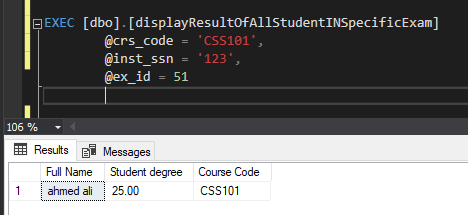 EXEC [dbo].[displayResultOfAllStudentINSpecificExam]
@crs_code = 'CSS101',
@inst_ssn = '123',
@ex_id = 51
106 %
Results Messages
Full Name Student degree Course Code
1 ahmed ali 25.00 CSS101